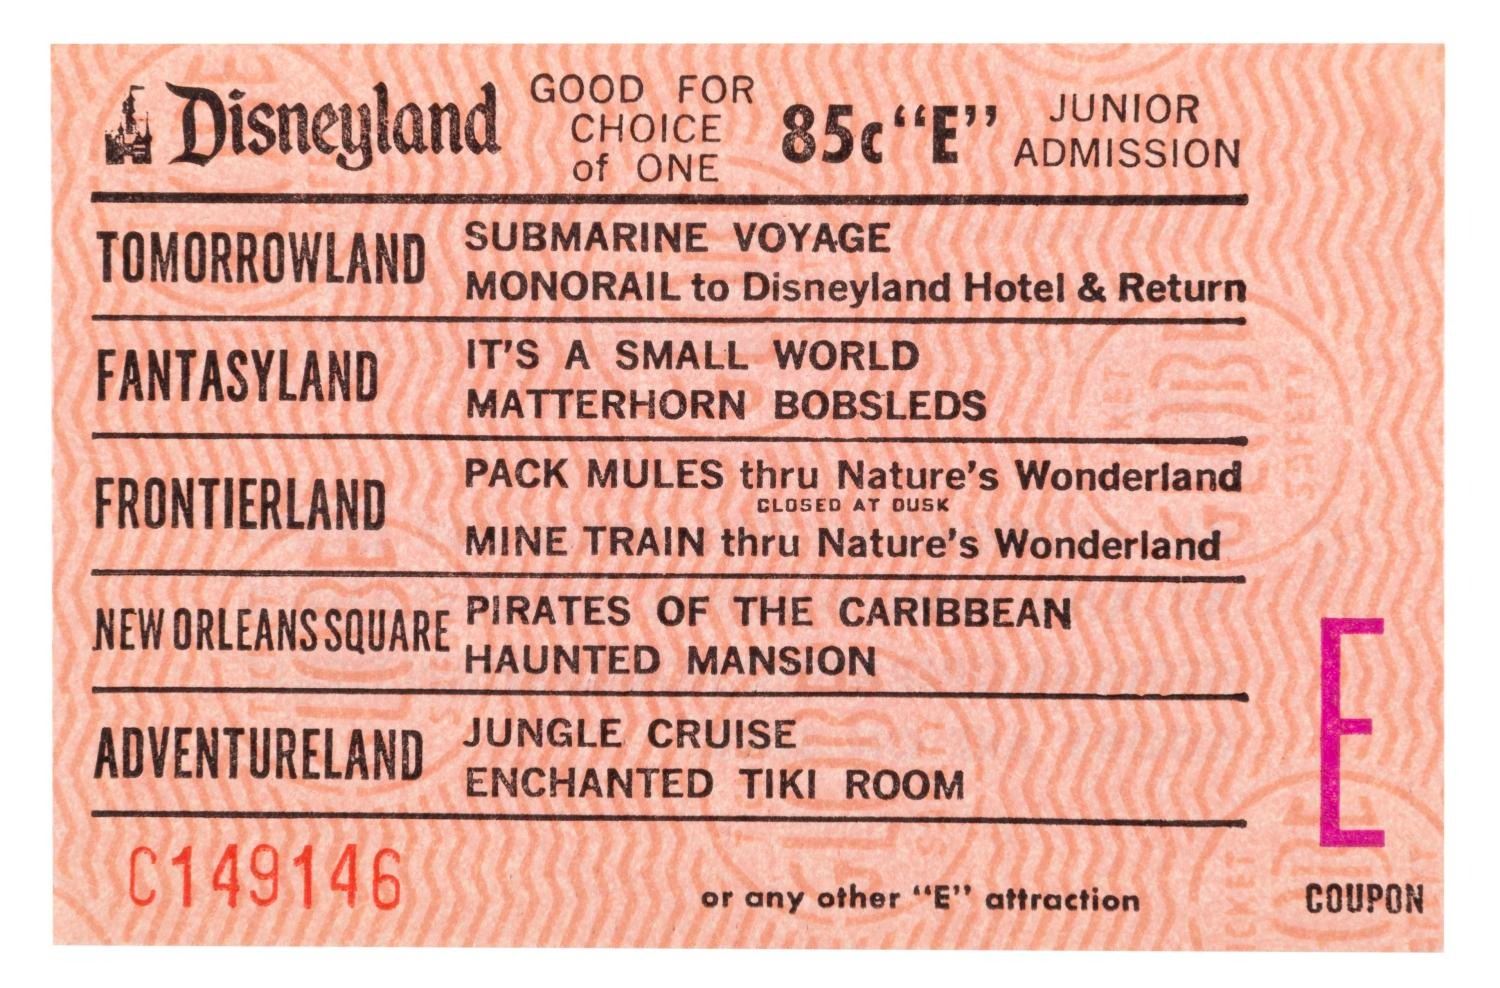 Disneyland
GOOD FOR
CHOICE
of ONE
85c "E"
JUNIOR
ADMISSION
TOMORROWLAND
SUBMARINE VOYAGE
MONORAIL to Disneyland Hotel & Return
FANTASYLAND
IT'S A SMALL WORLD
MATTERHORN BOBSLEDS
FRONTIERLAND
PACK MULES thru Nature's Wonderland
CLOSED AT DUSK
MINE TRAIN thru Nature's Wonderland
NEW ORLEANS SQUARE
PIRATES OF THE CARIBBEAN
HAUNTED MANSION
ADVENTURELAND
JUNGLE CRUISE
ENCHANTED TIKI ROOM
C149146
or any other "E" attraction
E
COUPON